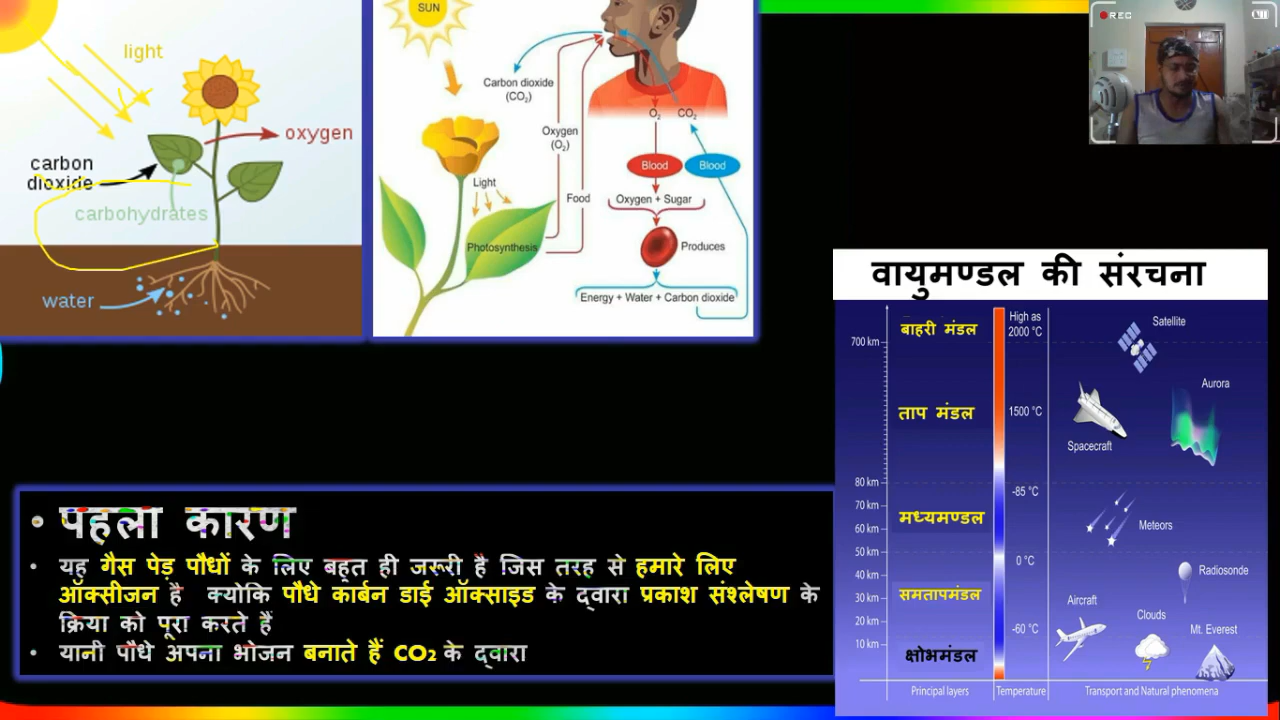 light
oxygen
carbon
dioxide
carbohydrates
water
SUN
Carbon dioxide
(CO₂)
Oxygen
(O₂)
Light
Food
Photosynthesis
O₂ CO₂
Blood Blood
Oxygen + Sugar
Produces
Energy + Water + Carbon dioxide
REC
वायुमण्डल की संरचना
बाहरी मंडल
High as
2000 °C
Satellite
700 km
ताप मंडल
1500 °C
Aurora
Spacecraft
80 km
-85 °C
70 km
मध्यमण्डल
60 km
Meteors
50 km
0 °C
Radiosonde
40 km
समतापमंडल
30 km
Aircraft
Clouds
20 km
-60 °C
Mt. Everest
10 km
क्षोभमंडल
Principal layers Temperature Transport and Natural phenomena
• पहला कारण
• यह गैस पेड़ पौधों के लिए बहुत ही जरूरी है जिस तरह से हमारे लिए
ऑक्सीजन है क्योकि पौधे कार्बन डाई ऑक्साइड के द्वारा प्रकाश संश्लेषण के
क्रिया को पूरा करते हैं
• यानी पौधे अपना भोजन बनाते हैं CO₂ के द्वारा